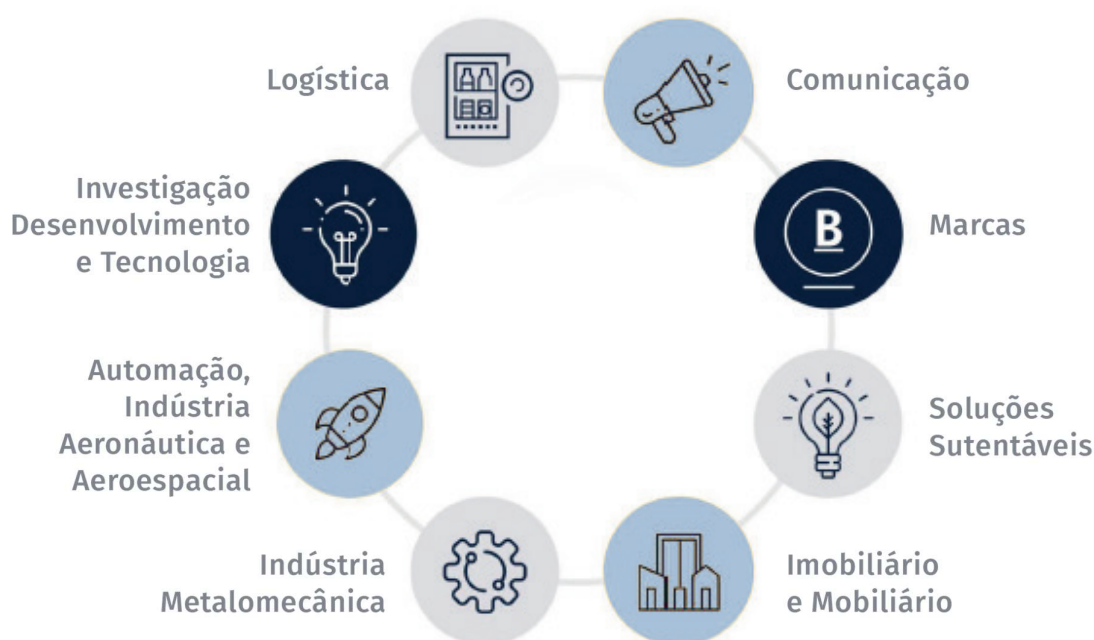 Logística
Comunicação
Investigação
Desenvolvimento
e Tecnologia
B
Marcas
Automação,
Indústria
Aeronáutica e
Aeroespacial
Soluções
Sutentáveis
Indústria
Metalomecânica
Imobiliário
e Mobiliário